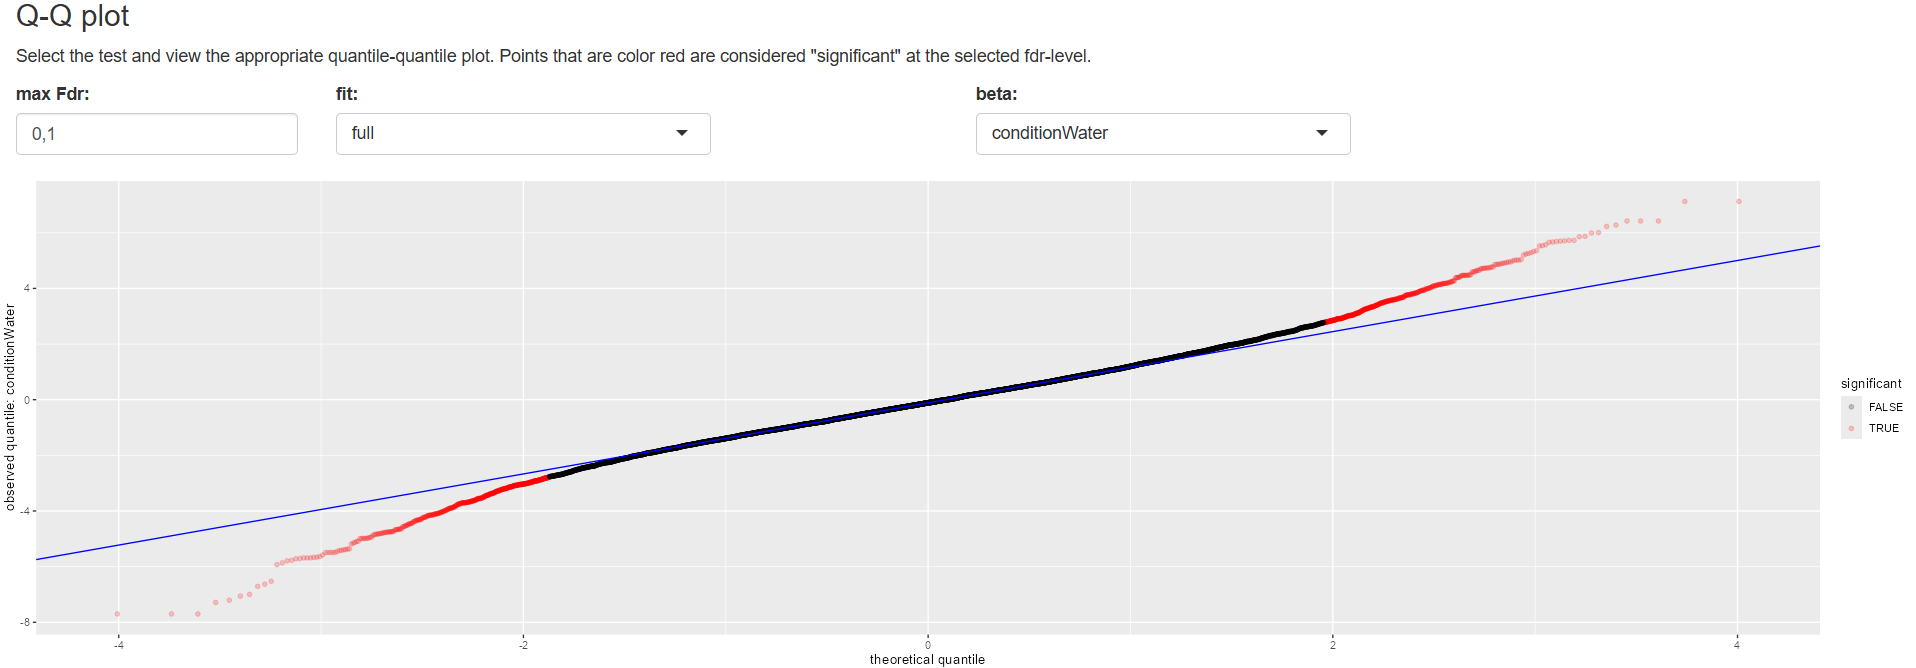 Q-Q plot
Select the test and view the appropriate quantile-quantile plot. Points that are color red are considered "significant" at the selected fdr-level.
max Fdr: fit: beta:
0,1 full conditionWater
observed quantile: conditionWater
4
0
-4
-8
-4 -2 0 2 4
theoretical quantile
significant
FALSE
TRUE